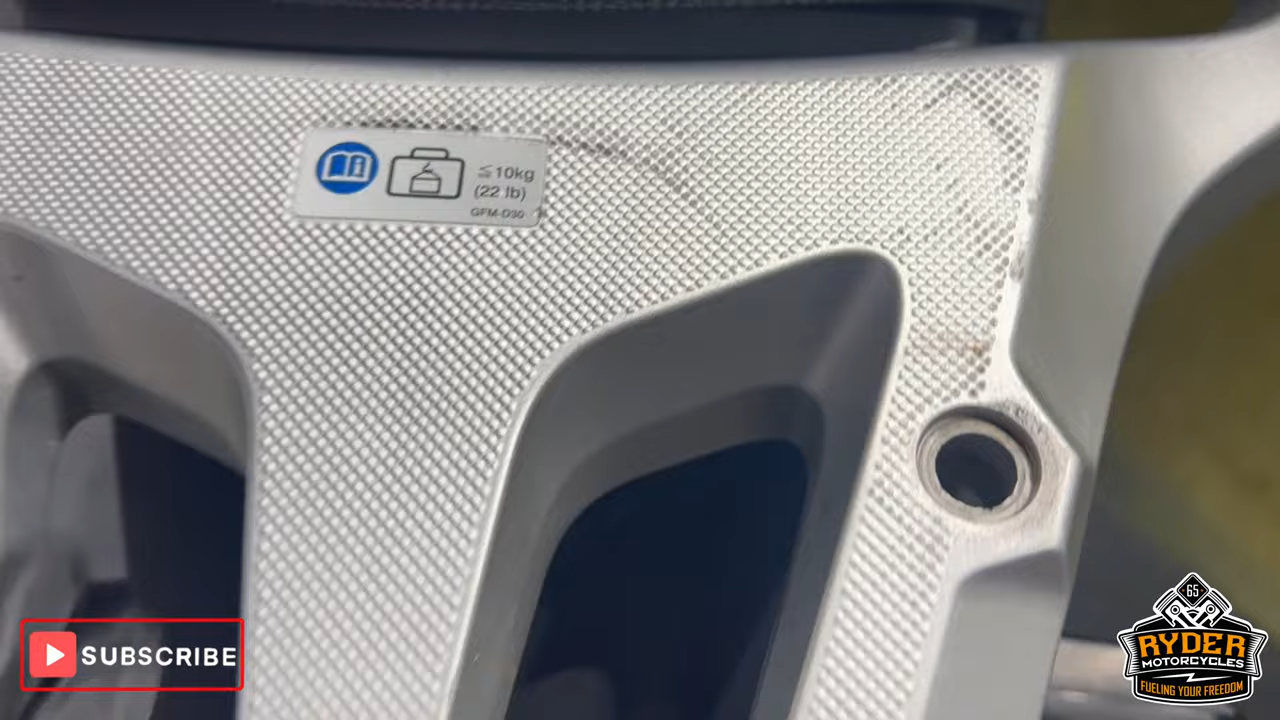 ≦10kg
(22 lb)
GFM-D30
SUBSCRIBE
65
RYDER
MOTORCYCLES
FUELING YOUR FREEDOM